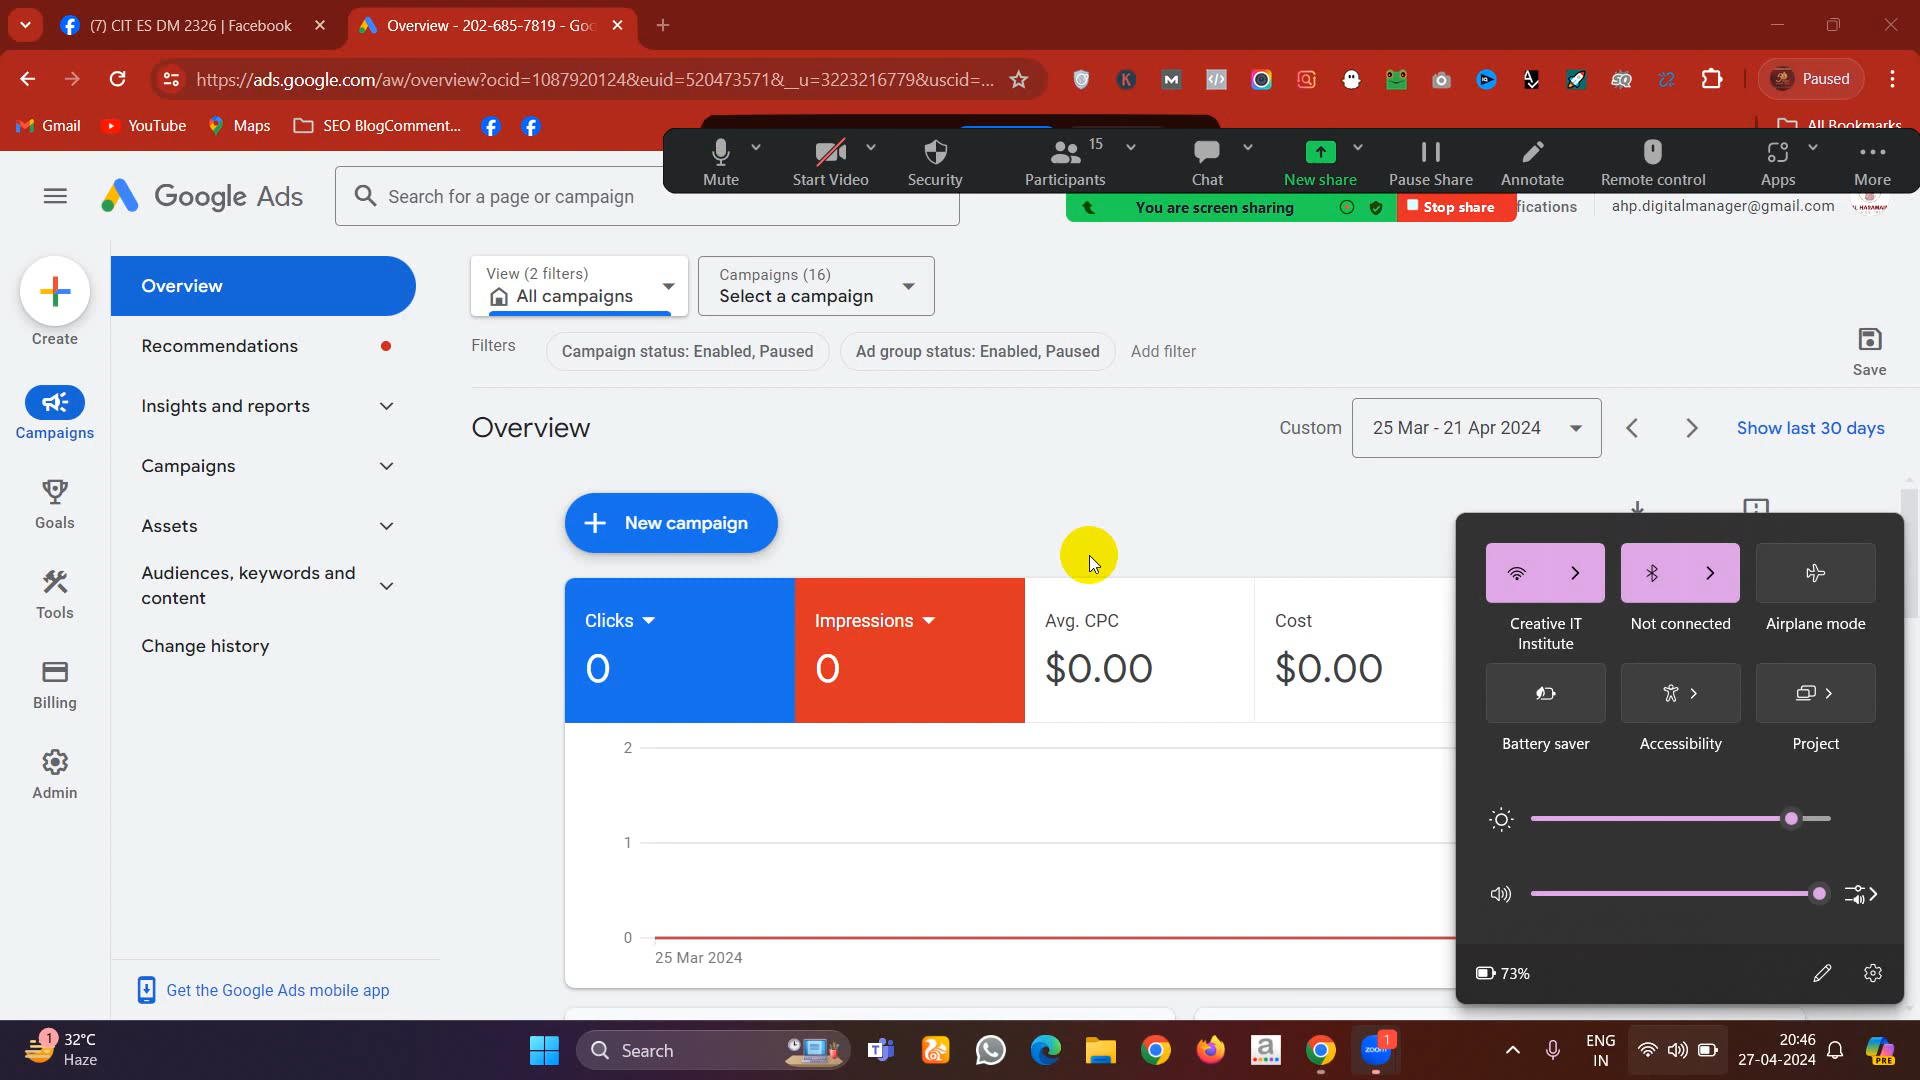 (7) CIT ES DM 2326 | Facebook
Overview - 202-685-7819 - Goo
https://ads.google.com/aw/overview?ocid=1087920124&euid=520473571&__u=3223216779&uscid=...
Paused
Gmail
YouTube
Maps
SEO BlogComment...
All Bookmarks
Mute
Start Video
Security
Participants
15
Chat
New share
Pause Share
Annotate
Remote control
Apps
More
You are screen sharing
Stop share
Google Ads
Search for a page or campaign
fications
ahp.digitalmanager@gmail.com
Create
Campaigns
Goals
Tools
Billing
Admin
Overview
Recommendations
Insights and reports
Campaigns
Assets
Audiences, keywords and
content
Change history
Get the Google Ads mobile app
View (2 filters)
All campaigns
Campaigns (16)
Select a campaign
Filters
Campaign status: Enabled, Paused
Ad group status: Enabled, Paused
Add filter
Save
Overview
Custom
25 Mar - 21 Apr 2024
Show last 30 days
New campaign
Clicks
0
Impressions
0
Avg. CPC
$0.00
Cost
$0.00
2
1
0
25 Mar 2024
Creative IT
Institute
Not connected
Airplane mode
Battery saver
Accessibility
Project
73%
1
32°C
Haze
Search
zoom
1
ENG
IN
20:46
27-04-2024
PRE